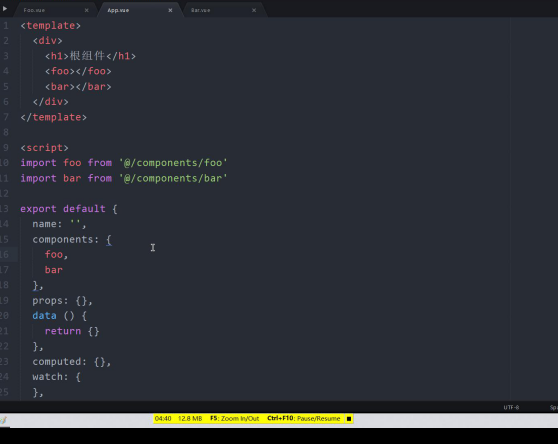 Foo.vue × App.vue × Bar.vue ×
1 <template>
2 <div>
3 <h1>根组件</h1>
4 <foo></foo>
5 <bar></bar>
6 </div>
7 </template>
8
9 <script>
10 import foo from '@/components/foo'
11 import bar from '@/components/bar'
12
13 export default {
14 name: '',
15 components: {
16 foo,
17 bar
18 },
19 props: {},
20 data () {
21 return {}
22 },
23 computed: {},
24 watch: {
25 },
UTF-8
04:40 12.8 MB F5: Zoom In/Out Ctrl+F10: Pause/Resume